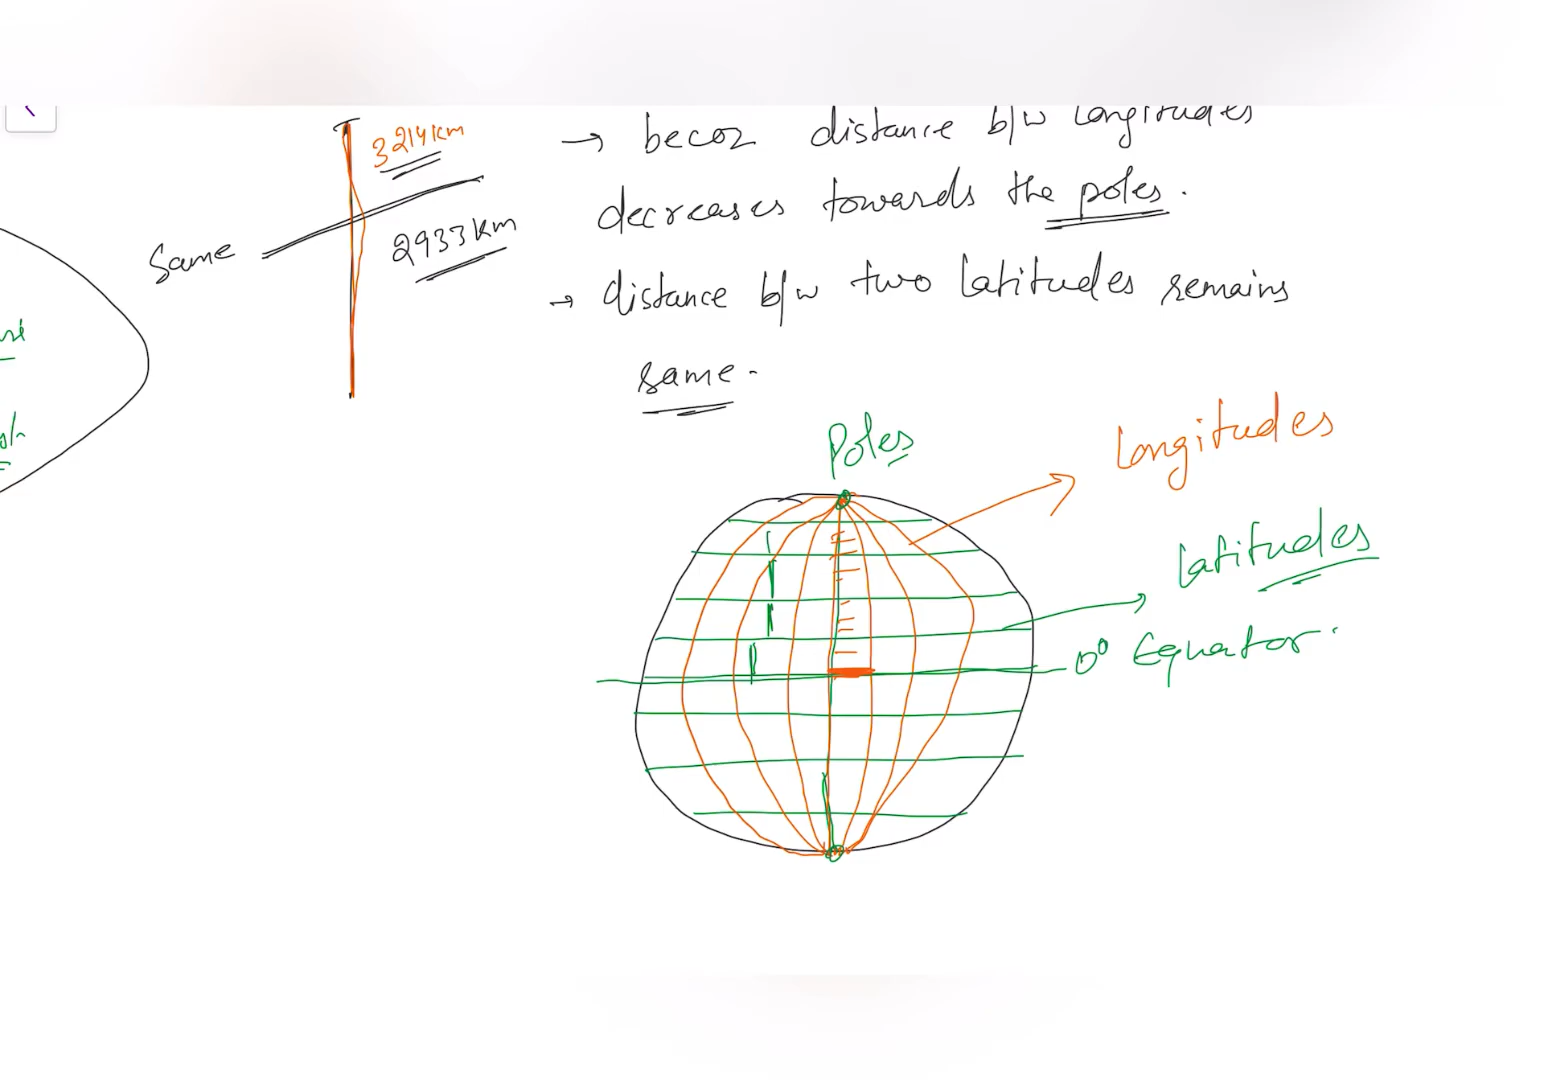 3214km
→ becoz distance b/w longitudes
decreases towards the poles.
Same
2933km
→ distance b/w two latitudes remains
same.
Poles
longitudes
latitudes
0° Equator.